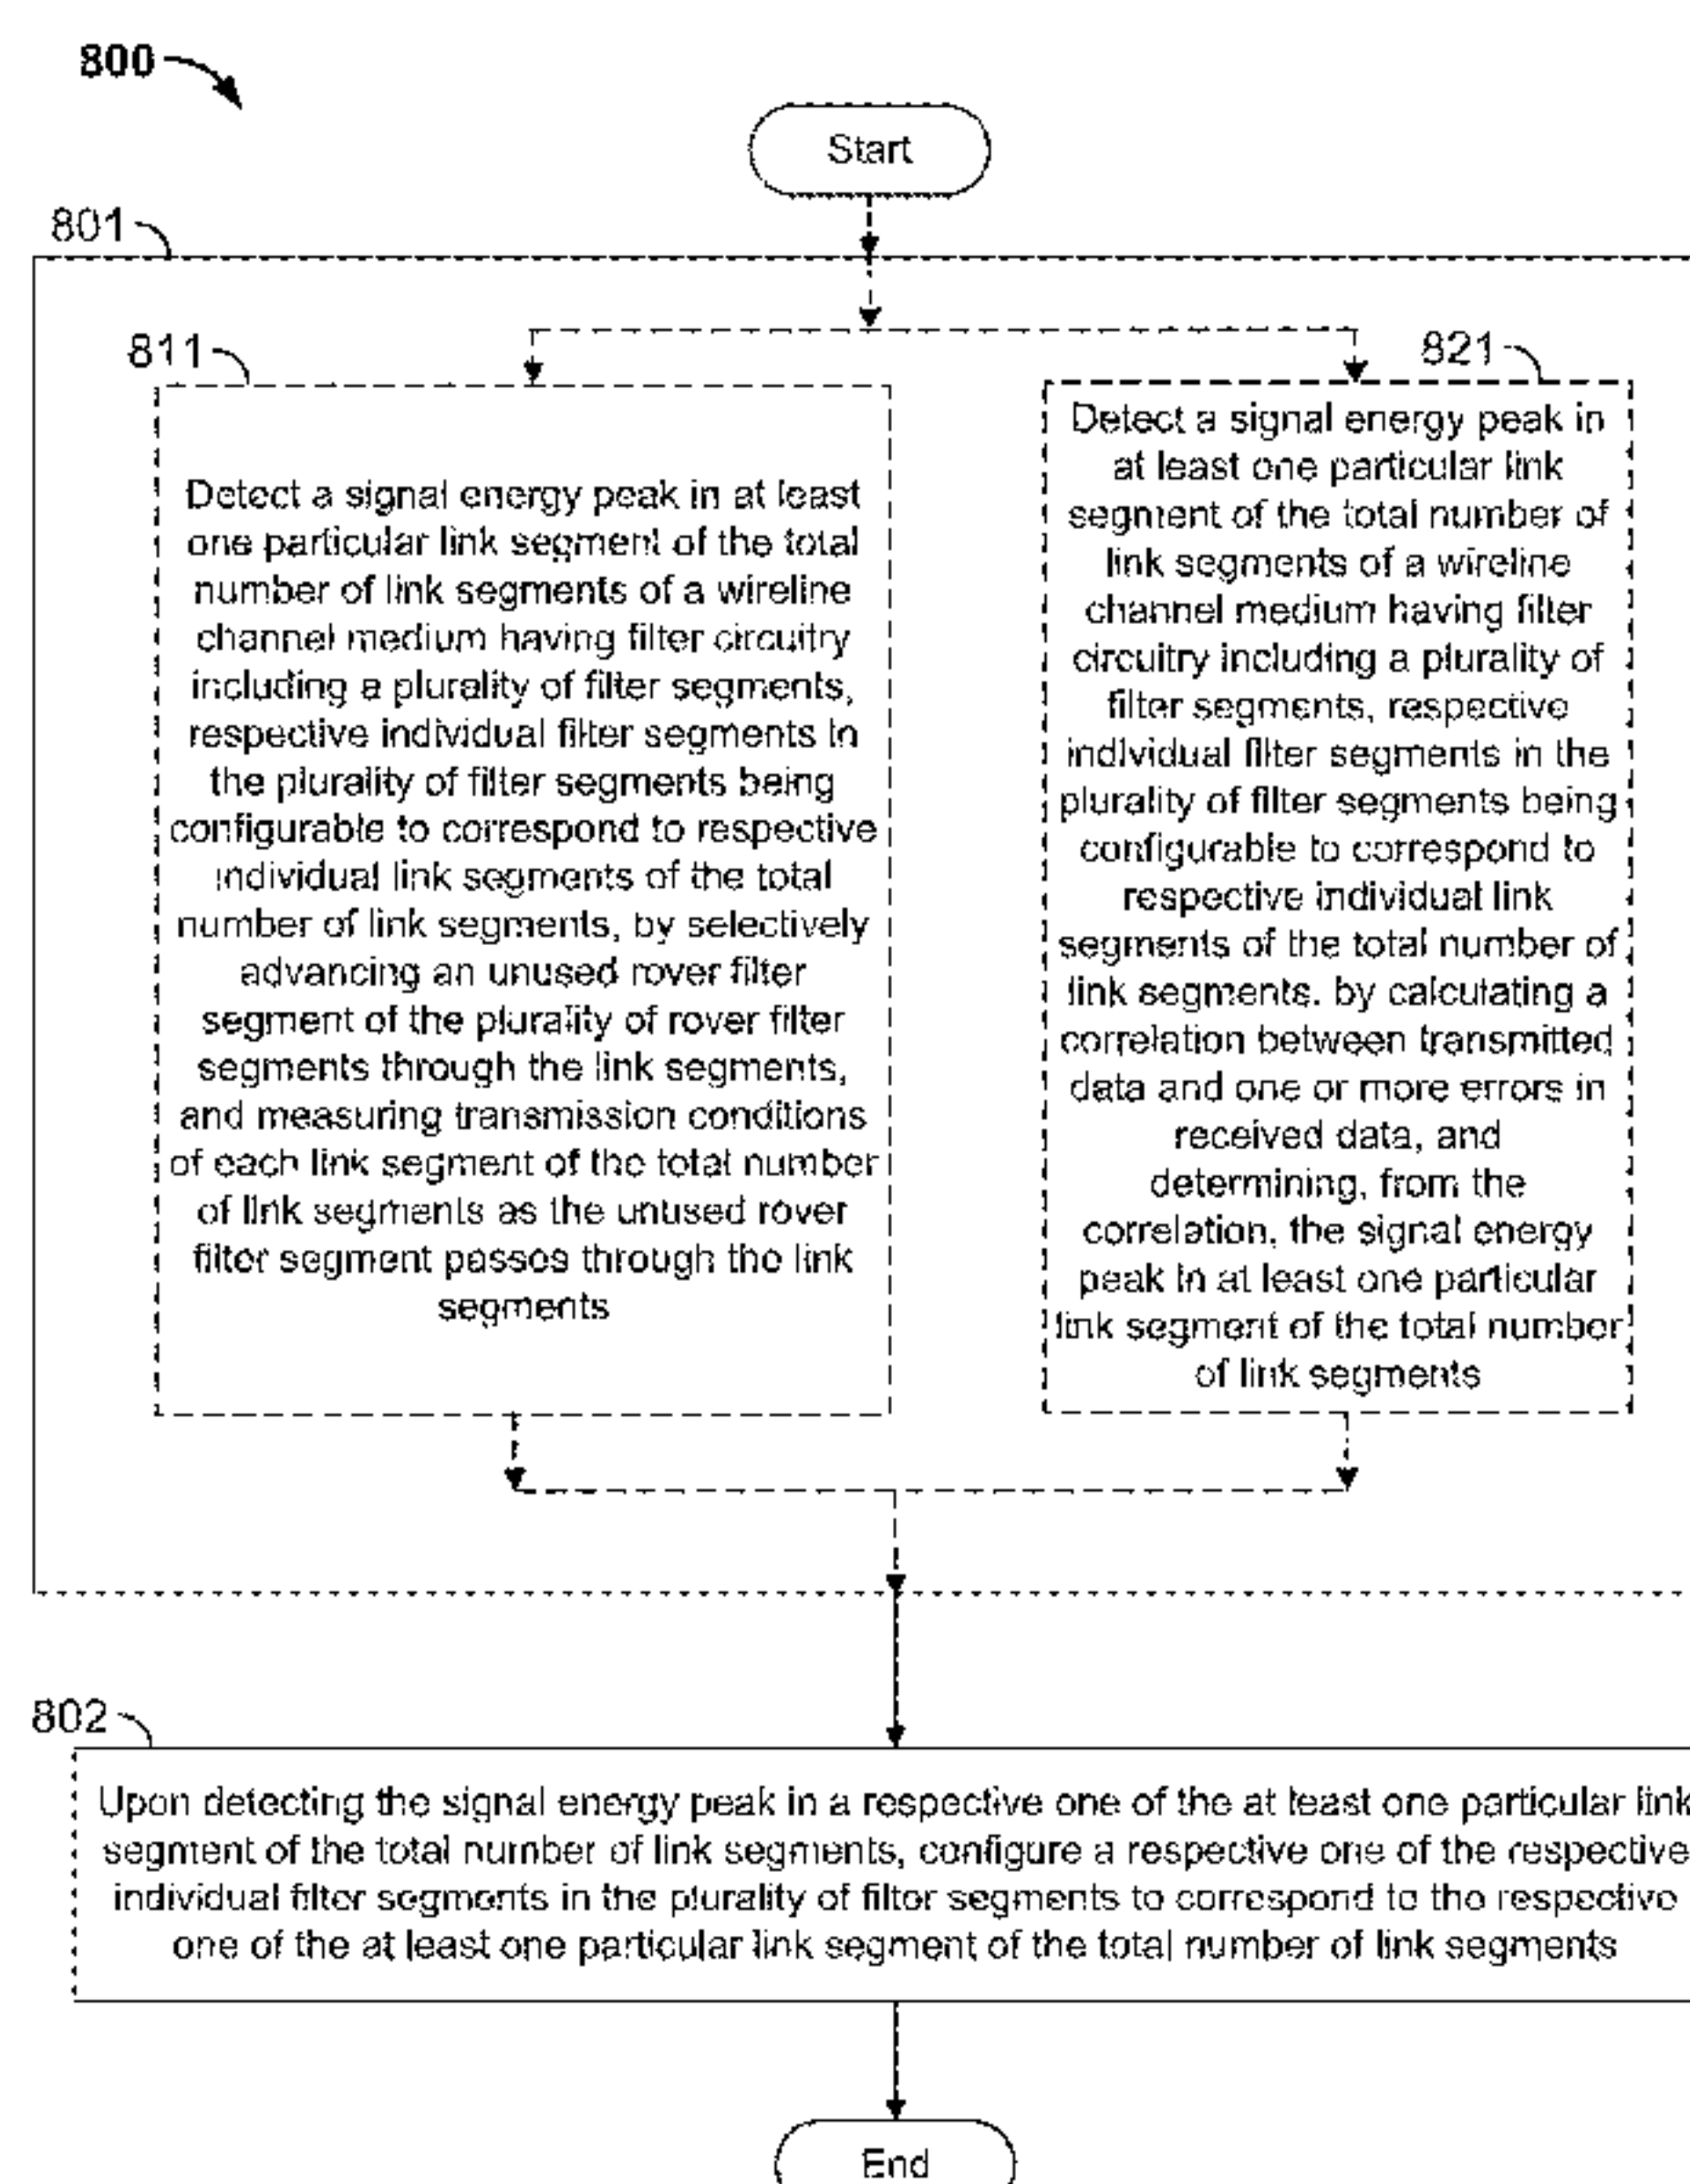 800
Start
801
811
Detect a signal energy peak in at least
one particular link segment of the total
number of link segments of a wireline
channel medium having filter circuitry
including a plurality of filter segments,
respective individual filter segments in
the plurality of filter segments being
configurable to correspond to respective
individual link segments of the total
number of link segments, by selectively
advancing an unused rover filter
segment of the plurality of rover filter
segments through the link segments,
and measuring transmission conditions
of each link segment of the total number
of link segments as the unused rover
filter segment passes through the link
segments
821
Detect a signal energy peak in
at least one particular link
segment of the total number of
link segments of a wireline
channel medium having filter
circuitry including a plurality of
filter segments, respective
individual filter segments in the
plurality of filter segments being
configurable to correspond to
respective individual link
segments of the total number of
link segments, by calculating a
correlation between transmitted
data and one or more errors in
received data, and
determining, from the
correlation, the signal energy
peak in at least one particular
link segment of the total number
of link segments
802
Upon detecting the signal energy peak in a respective one of the at least one particular link
segment of the total number of link segments, configure a respective one of the respective
individual filter segments in the plurality of filter segments to correspond to the respective
one of the at least one particular link segment of the total number of link segments
End